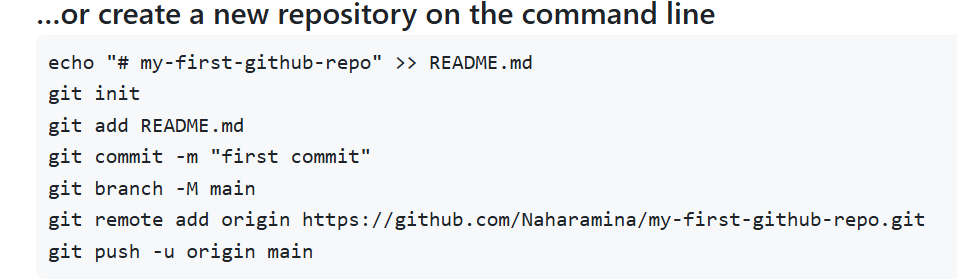 ...or create a new repository on the command line
echo "# my-first-github-repo" >> README.md
git init
git add README.md
git commit -m "first commit"
git branch -M main
git remote add origin https://github.com/Naharamina/my-first-github-repo.git
git push -u origin main